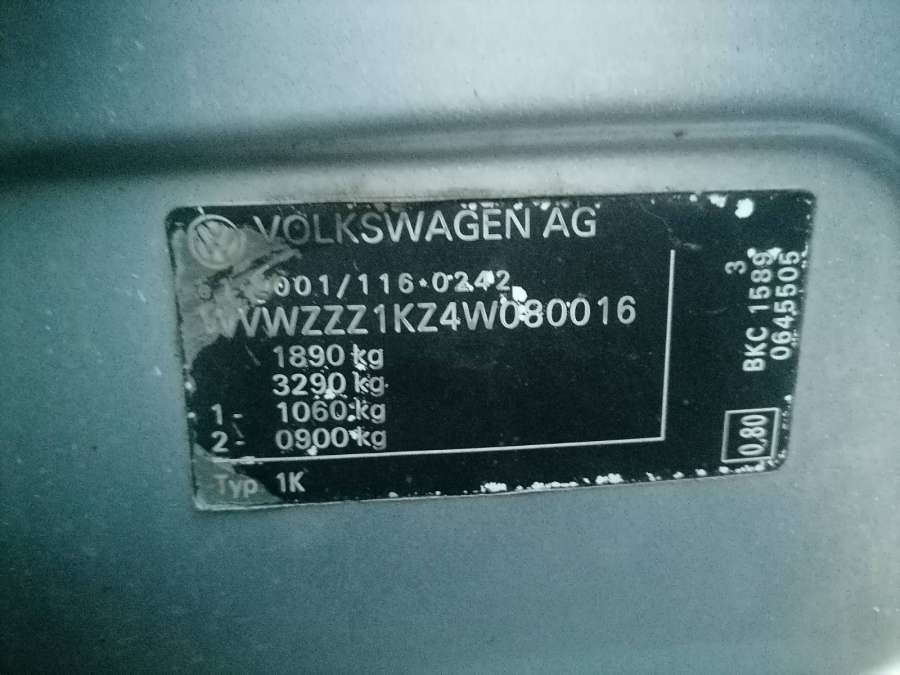 VOLKSWAGEN AG
001/116*0242
WVWZZZ1KZ4W080016
1890 kg
3290 kg
1- 1060 kg
2- 0900 kg
Typ 1K
3
BKC 1589
0645505
0,80